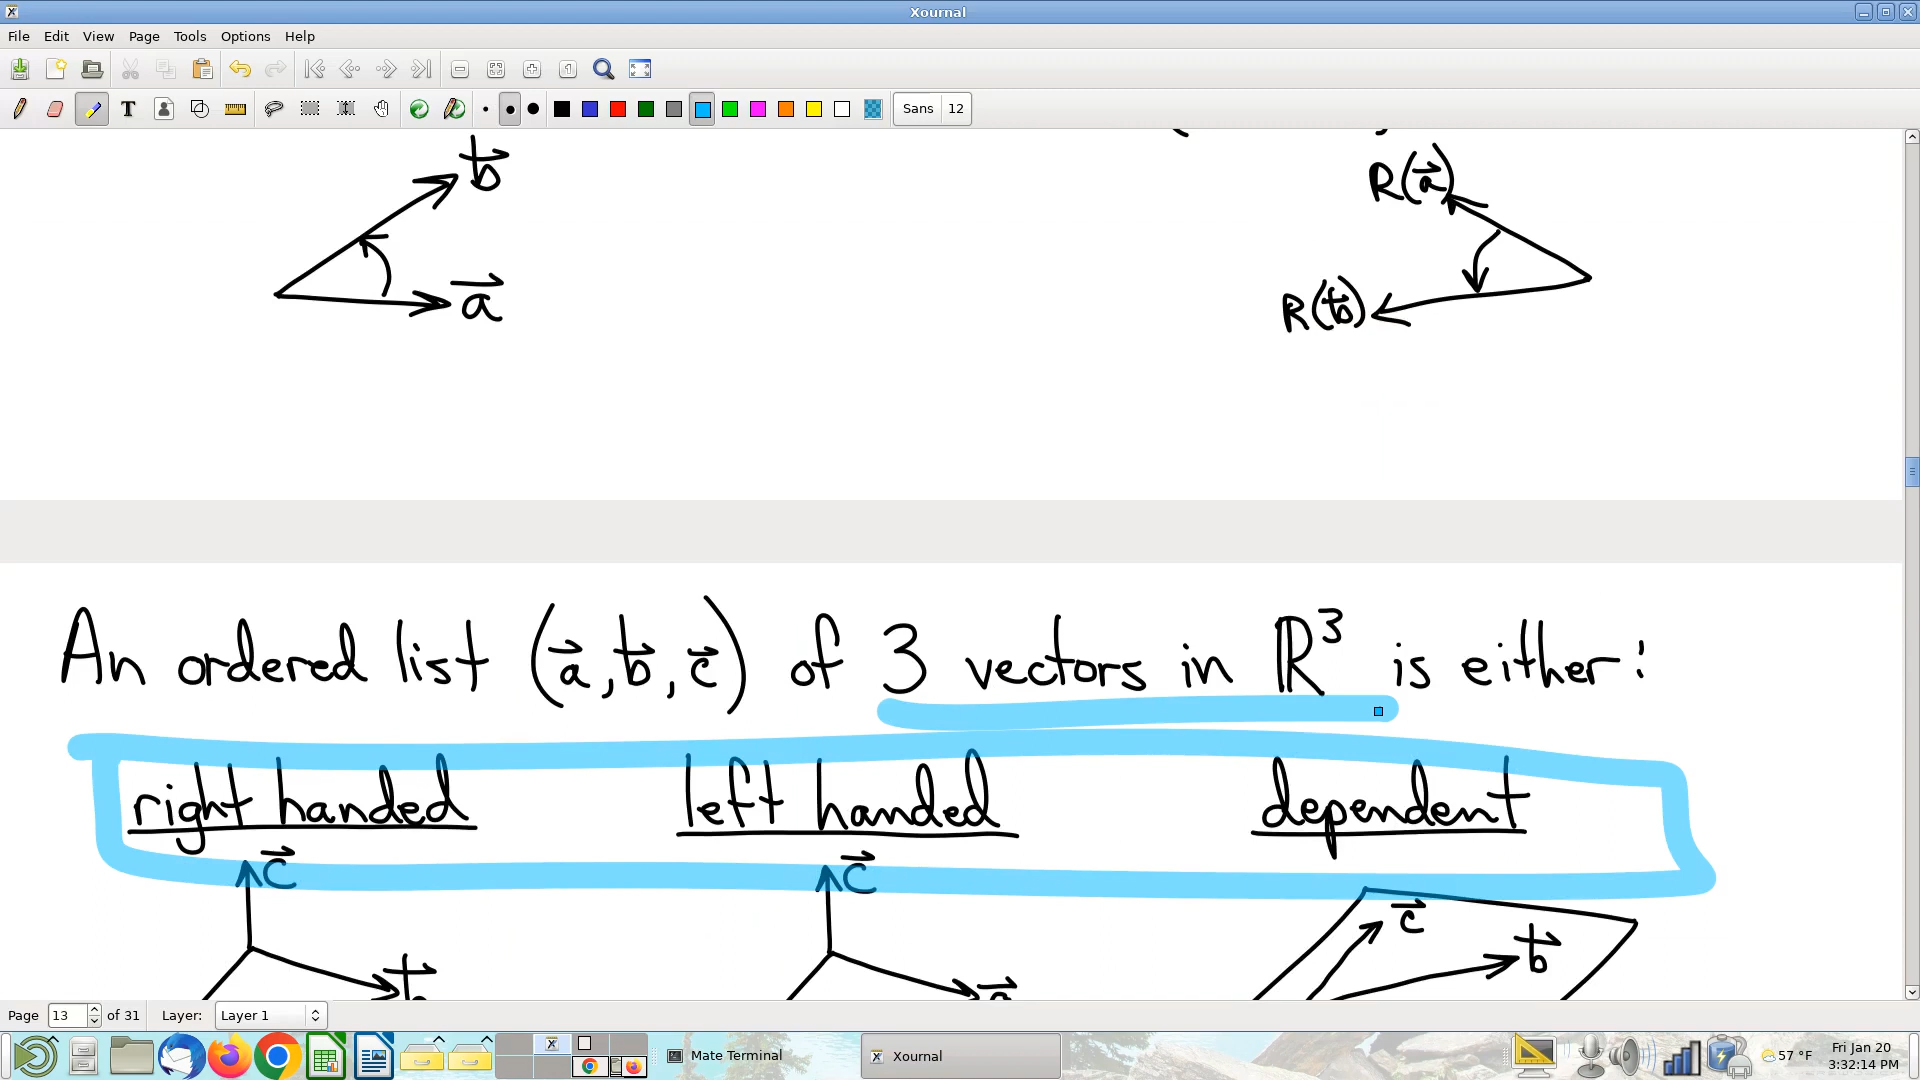 Xournal
File Edit View Page Tools Options Help
Sans 12
b⃗
a⃗
R(a⃗)
R(b⃗)
An ordered list (a⃗, b⃗, c⃗) of 3 vectors in ℝ³ is either:
right handed left handed dependent
c⃗ c⃗ c⃗
b⃗
Page 13 of 31 Layer: Layer 1
Mate Terminal Xournal 57 °F Fri Jan 20
3:32:14 PM